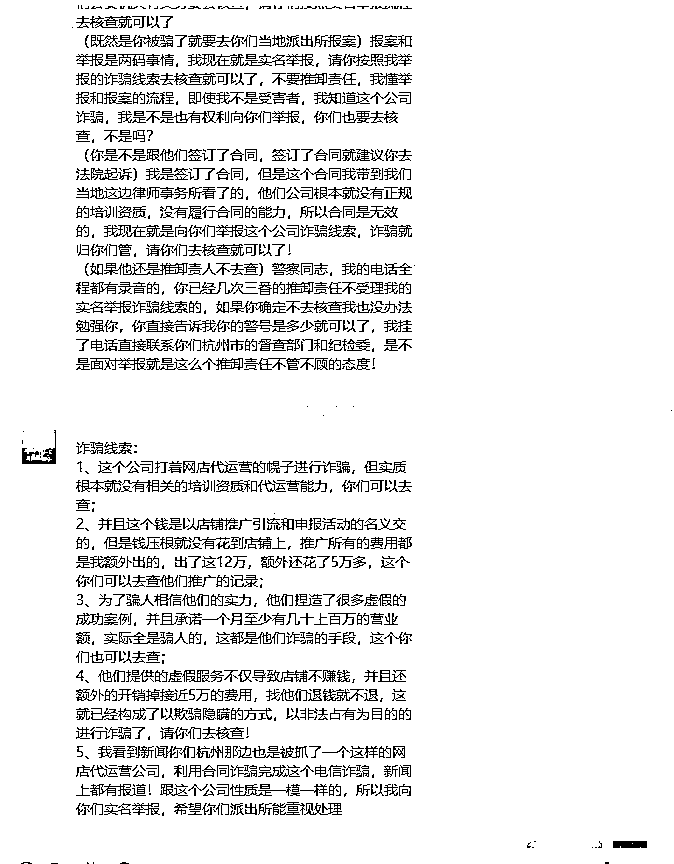 去核查就可以了
（既然是你被骗了就要去你们当地派出所报案）报案和
举报是两码事情，我现在就是实名举报，请你按照我举
报的诈骗线索去核查就可以了，不要推卸责任，我懂举
报和报案的流程，即使我不是受害者，我知道这个公司
诈骗，我是不是也有权利向你们举报，你们也要去核
查，不是吗？
（你是不是跟他们签订了合同，签订了合同就建议你去
法院起诉）我是签订了合同，但是这个合同我带到我们
当地这边律师事务所看了的，他们公司根本就没有正规
的培训资质，没有履行合同的能力，所以合同是无效
的，我现在就是向你们举报这个公司诈骗线索，诈骗就
归你们管，请你们去核查就可以了！
（如果他还是推卸责人不去查）警察同志，我的电话全
程都有录音的，你已经几次三番的推卸责任不受理我的
实名举报诈骗线索的，如果你确定不去核查我也没办法
勉强你，你直接告诉我你的警号是多少就可以了，我挂
了电话直接联系你们杭州市的督查部门和纪检委，是不
是面对举报就是这么个推卸责任不管不顾的态度！
诈骗线索：
1、这个公司打着网店代运营的幌子进行诈骗，但实质
根本就没有相关的培训资质和代运营能力，你们可以去
查；
2、并且这个钱是以店铺推广引流和申报活动的名义交
的，但是钱压根就没有花到店铺上，推广所有的费用都
是我额外出的，出了这12万，额外还花了5万多，这个
你们可以去查他们推广的记录；
3、为了骗人相信他们的实力，他们捏造了很多虚假的
成功案例，并且承诺一个月至少有几十上百万的营业
额，实际全是骗人的，这都是他们诈骗的手段，这个你
们也可以去查；
4、他们提供的虚假服务不仅导致店铺不赚钱，并且还
额外的开销掉接近5万的费用，找他们退钱就不退，这
就已经构成了以欺骗隐瞒的方式，以非法占有为目的的
进行诈骗了，请你们去核查！
5、我看到新闻你们杭州那边也是被抓了一个这样的网
店代运营公司，利用合同诈骗完成这个电信诈骗，新闻
上都有报道！跟这个公司性质是一模一样的，所以我向
你们实名举报，希望你们派出所能重视处理